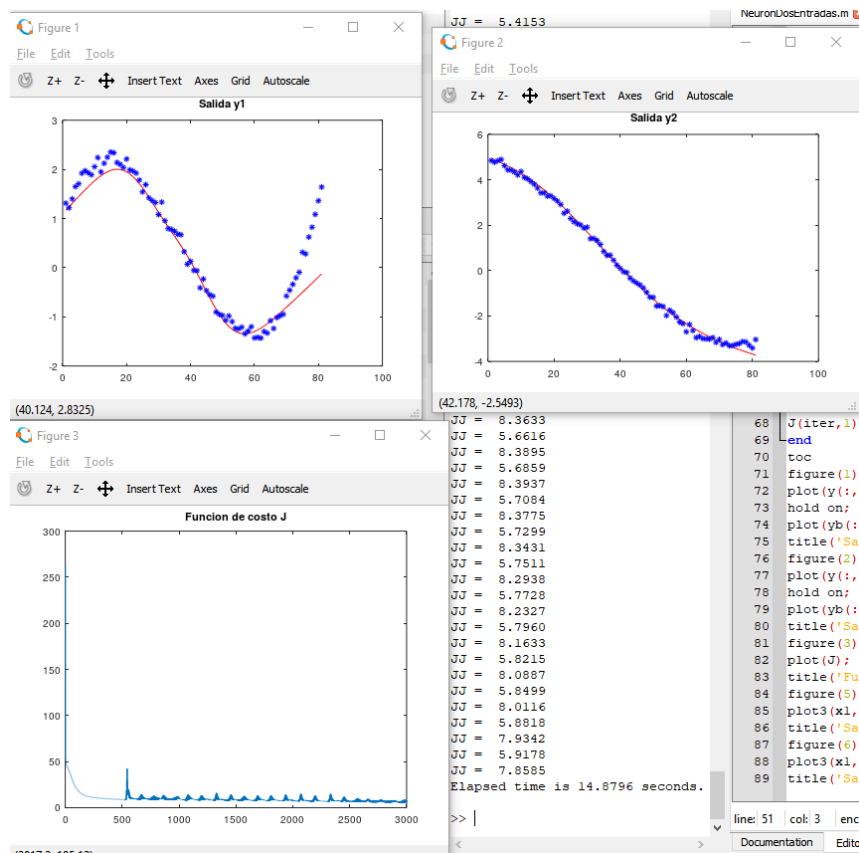 Figure 1
File Edit Tools
Z+ Z- Insert Text Axes Grid Autoscale
Salida y1
3
2
1
0
-1
-2
0 20 40 60 80 100
(40.124, 2.8325)
JJ = 5.4153
Figure 2
File Edit Tools
Z+ Z- Insert Text Axes Grid Autoscale
Salida y2
6
4
2
0
-2
-4
0 20 40 60 80 100
(42.178, -2.5493)
NeuronDosEntradas.m
Figure 3
File Edit Tools
Z+ Z- Insert Text Axes Grid Autoscale
Funcion de costo J
300
250
200
150
100
50
0
0 500 1000 1500 2000 2500 3000
JJ = 8.3633
JJ = 5.6616
JJ = 8.3895
JJ = 5.6859
JJ = 8.3937
JJ = 5.7084
JJ = 8.3775
JJ = 5.7299
JJ = 8.3431
JJ = 5.7511
JJ = 8.2938
JJ = 5.7728
JJ = 8.2327
JJ = 5.7960
JJ = 8.1633
JJ = 5.8215
JJ = 8.0887
JJ = 5.8499
JJ = 8.0116
JJ = 5.8818
JJ = 7.9342
JJ = 5.9178
JJ = 7.8585
Elapsed time is 14.8796 seconds.
>>
68 J(iter,1)
69 end
70 toc
71 figure(1)
72 plot(y(:,
73 hold on;
74 plot(yb(:
75 title('Sa
76 figure(2)
77 plot(y(:,
78 hold on;
79 plot(yb(:
80 title('Sa
81 figure(3)
82 plot(J);
83 title('Fu
84 figure(5)
85 plot3(x1,
86 title('Sa
87 figure(6)
88 plot3(x1,
89 title('Sa
line: 51 col: 3 enc
Documentation Edito